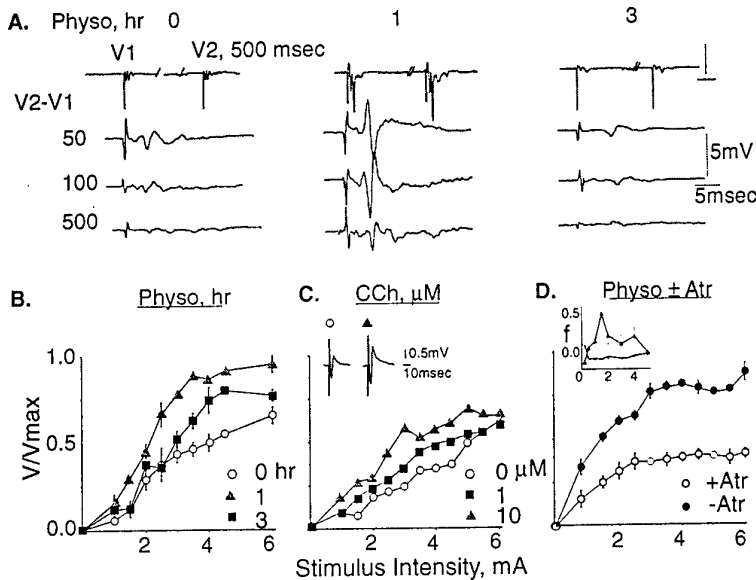 A. Physo, hr 0 1 3
V1 V2, 500 msec
V2-V1
50
100
500
5mV
5msec
B. Physo, hr
C. CCh, μM
D. Physo ± Atr
10.5mV
10msec
0.5
f
0.0
0 2 4
1.0
0.5
0.0
V/Vmax
0 hr
1
3
0 μM
1
10
+Atr
-Atr
2 4 6 2 4 6 2 4 6
Stimulus Intensity, mA